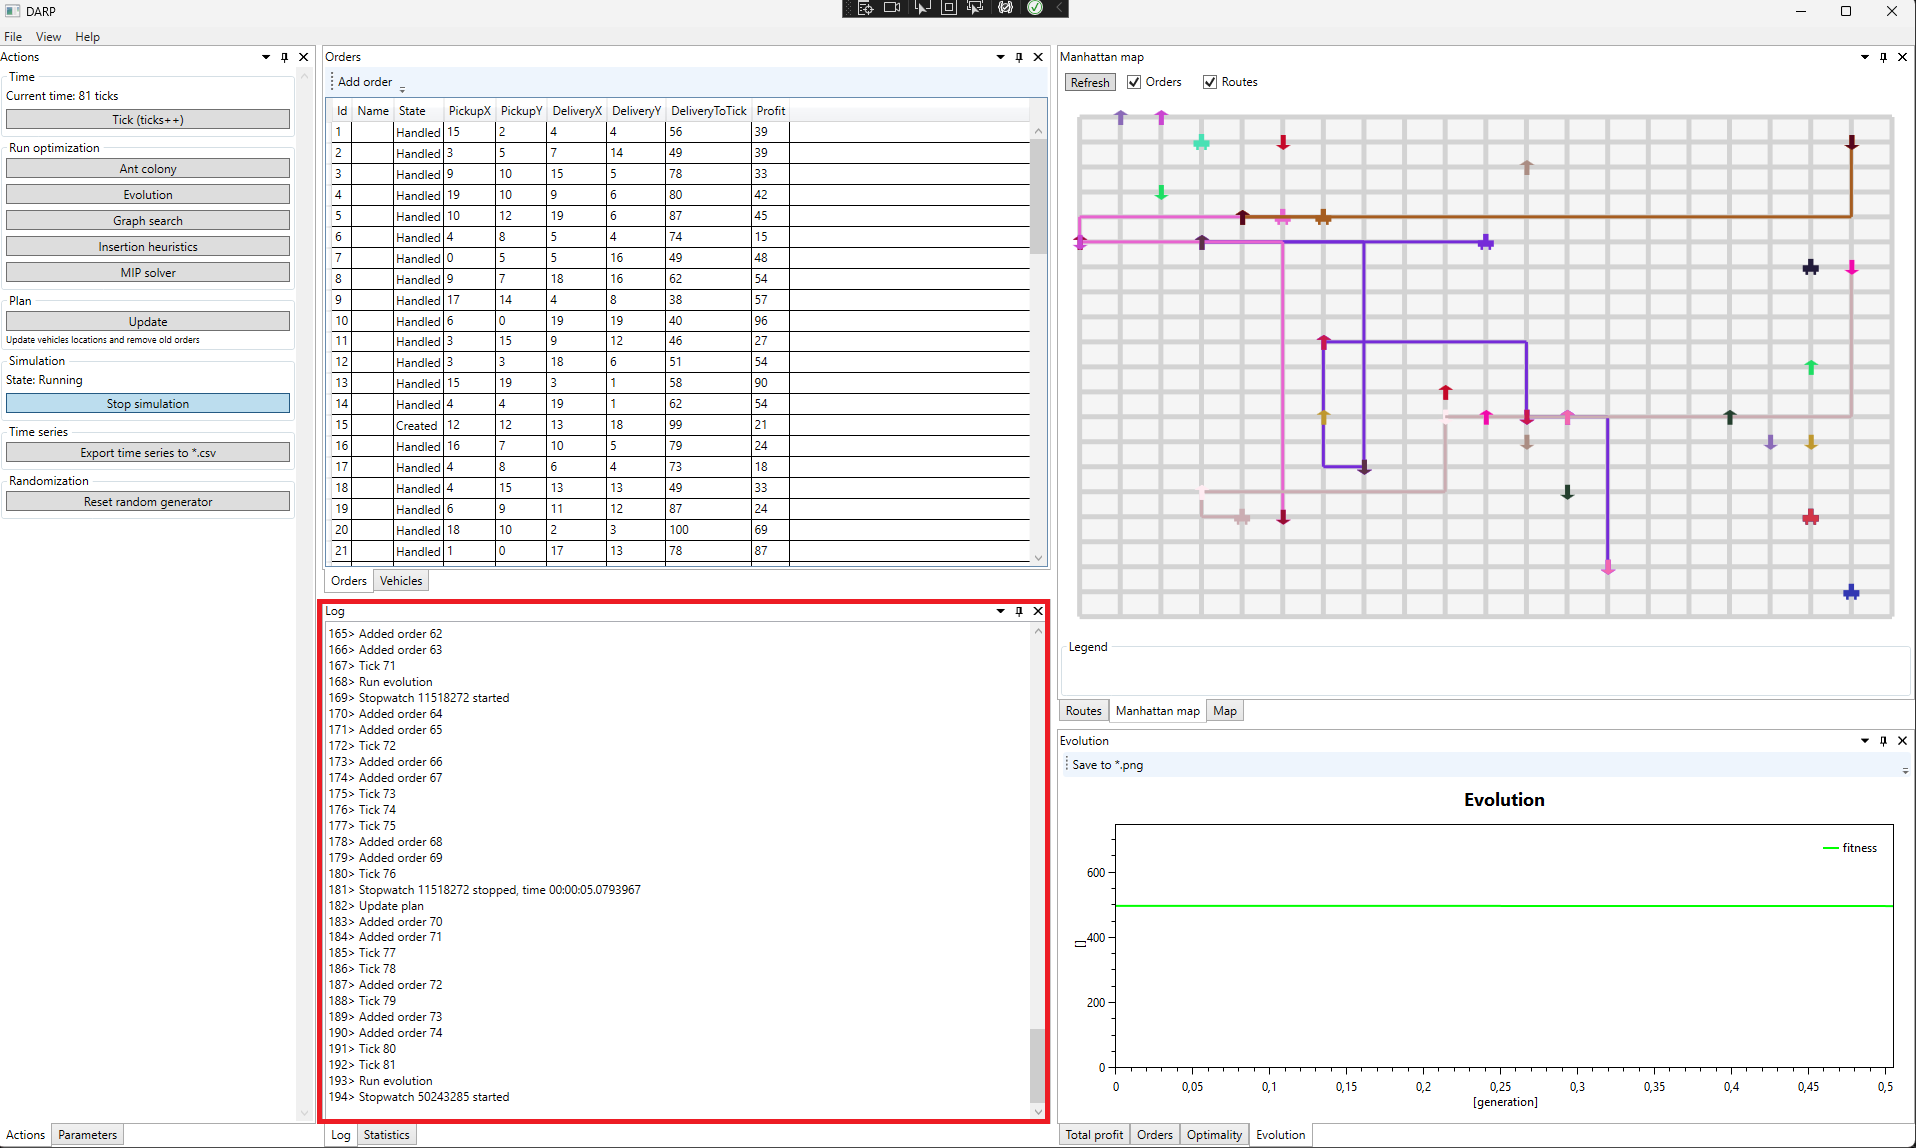 DARP
File View Help
Actions
Time
Current time: 81 ticks
Tick (ticks++)
Run optimization
Ant colony
Evolution
Graph search
Insertion heuristics
MIP solver
Plan
Update
Update vehicles locations and remove old orders
Simulation
State: Running
Stop simulation
Time series
Export time series to *.csv
Randomization
Reset random generator
Actions Parameters
Orders
Add order
Id Name State PickupX PickupY DeliveryX DeliveryY DeliveryToTick Profit
1 Handled 15 2 4 4 56 39
2 Handled 3 5 7 14 49 39
3 Handled 9 10 15 5 78 33
4 Handled 19 10 9 6 80 42
5 Handled 10 12 19 6 87 45
6 Handled 4 8 5 4 74 15
7 Handled 0 5 5 16 49 48
8 Handled 9 7 18 16 62 54
9 Handled 17 14 4 8 38 57
10 Handled 6 0 19 19 40 96
11 Handled 3 15 9 12 46 27
12 Handled 3 3 18 6 51 54
13 Handled 15 19 3 1 58 90
14 Handled 4 4 19 1 62 54
15 Created 12 12 13 18 99 21
16 Handled 16 7 10 5 79 24
17 Handled 4 8 6 4 73 18
18 Handled 4 15 13 13 49 33
19 Handled 6 9 11 12 87 24
20 Handled 18 10 2 3 100 69
21 Handled 1 0 17 13 78 87
Orders Vehicles
Log
165> Added order 62
166> Added order 63
167> Tick 71
168> Run evolution
169> Stopwatch 11518272 started
170> Added order 64
171> Added order 65
172> Tick 72
173> Added order 66
174> Added order 67
175> Tick 73
176> Tick 74
177> Tick 75
178> Added order 68
179> Added order 69
180> Tick 76
181> Stopwatch 11518272 stopped, time 00:00:05.0793967
182> Update plan
183> Added order 70
184> Added order 71
185> Tick 77
186> Tick 78
187> Added order 72
188> Tick 79
189> Added order 73
190> Added order 74
191> Tick 80
192> Tick 81
193> Run evolution
194> Stopwatch 50243285 started
Log Statistics
Manhattan map
Refresh Orders Routes
Legend
Routes Manhattan map Map
Evolution
Save to *.png
Evolution
fitness
600
400
200
0
[]
0 0,05 0,1 0,15 0,2 0,25 0,3 0,35 0,4 0,45 0,5
[generation]
Total profit Orders Optimality Evolution